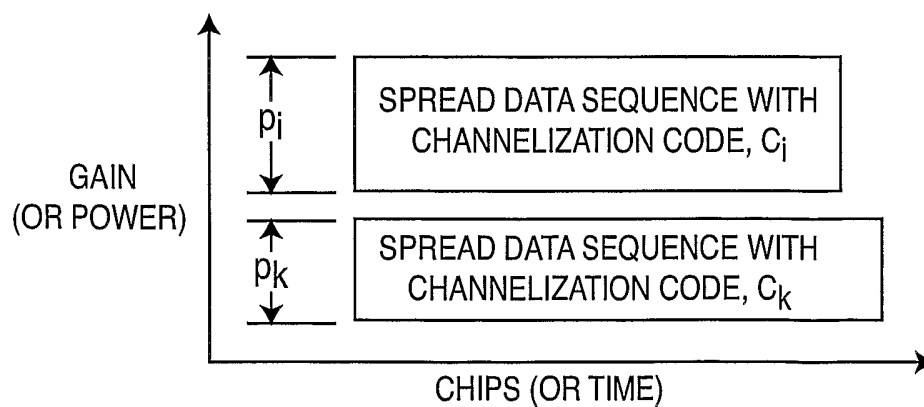 GAIN
(OR POWER)
pi
SPREAD DATA SEQUENCE WITH
CHANNELIZATION CODE, Ci
pk
SPREAD DATA SEQUENCE WITH
CHANNELIZATION CODE, Ck
CHIPS (OR TIME)